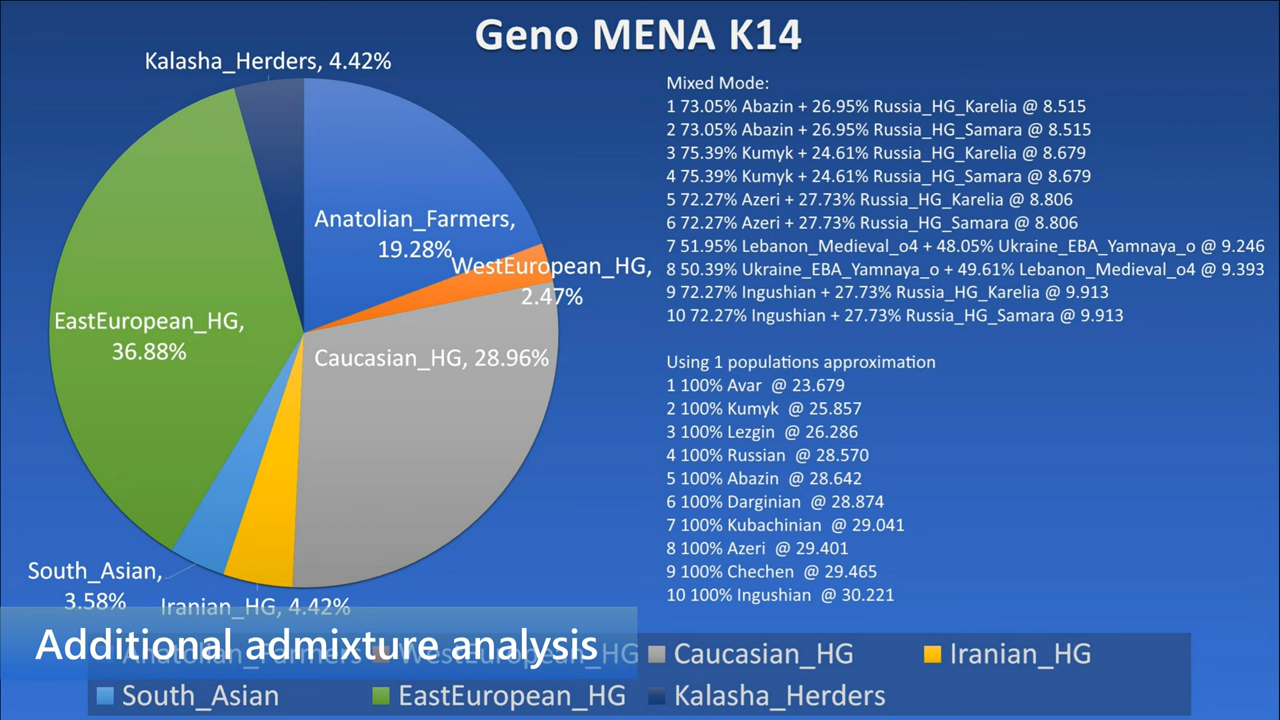 Geno MENA K14
Kalasha_Herders, 4.42%
Anatolian_Farmers,
19.28%
WestEuropean_HG,
2.47%
EastEuropean_HG,
36.88%
Caucasian_HG, 28.96%
South_Asian,
3.58%
Iranian_HG, 4.42%
Mixed Mode:
1 73.05% Abazin + 26.95% Russia_HG_Karelia @ 8.515
2 73.05% Abazin + 26.95% Russia_HG_Samara @ 8.515
3 75.39% Kumyk + 24.61% Russia_HG_Karelia @ 8.679
4 75.39% Kumyk + 24.61% Russia_HG_Samara @ 8.679
5 72.27% Azeri + 27.73% Russia_HG_Karelia @ 8.806
6 72.27% Azeri + 27.73% Russia_HG_Samara @ 8.806
7 51.95% Lebanon_Medieval_o4 + 48.05% Ukraine_EBA_Yamnaya_o @ 9.246
8 50.39% Ukraine_EBA_Yamnaya_o + 49.61% Lebanon_Medieval_o4 @ 9.393
9 72.27% Ingushian + 27.73% Russia_HG_Karelia @ 9.913
10 72.27% Ingushian + 27.73% Russia_HG_Samara @ 9.913
Using 1 populations approximation
1 100% Avar @ 23.679
2 100% Kumyk @ 25.857
3 100% Lezgin @ 26.286
4 100% Russian @ 28.570
5 100% Abazin @ 28.642
6 100% Darginian @ 28.874
7 100% Kubachinian @ 29.041
8 100% Azeri @ 29.401
9 100% Chechen @ 29.465
10 100% Ingushian @ 30.221
Additional admixture analysis
Anatolian_Farmers WestEuropean_HG Caucasian_HG Iranian_HG
South_Asian EastEuropean_HG Kalasha_Herders